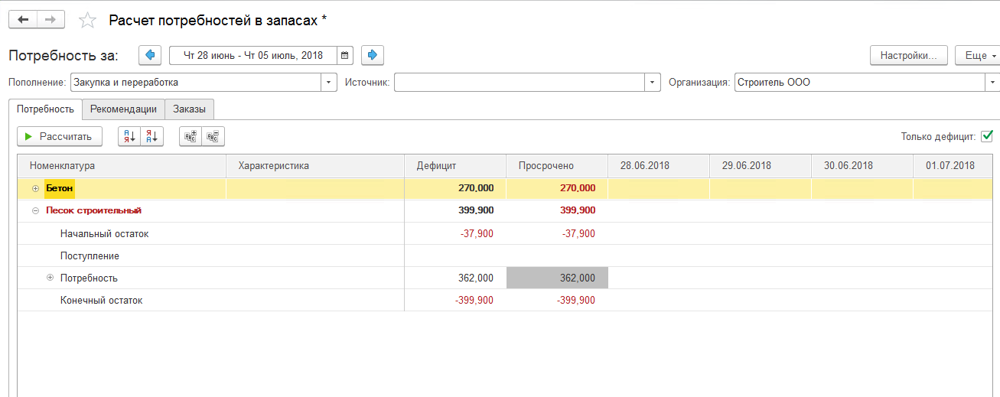 Расчет потребностей в запасах *
Потребность за: Чт 28 июнь - Чт 05 июль, 2018 Настройки... Еще
Пополнение: Закупка и переработка Источник: Организация: Строитель ООО
Потребность Рекомендации Заказы
Рассчитать Только дефицит:
Номенклатура Характеристика Дефицит Просрочено 28.06.2018 29.06.2018 30.06.2018 01.07.2018
Бетон 270,000 270,000
Песок строительный 399,900 399,900
Начальный остаток -37,900 -37,900
Поступление
Потребность 362,000 362,000
Конечный остаток -399,900 -399,900